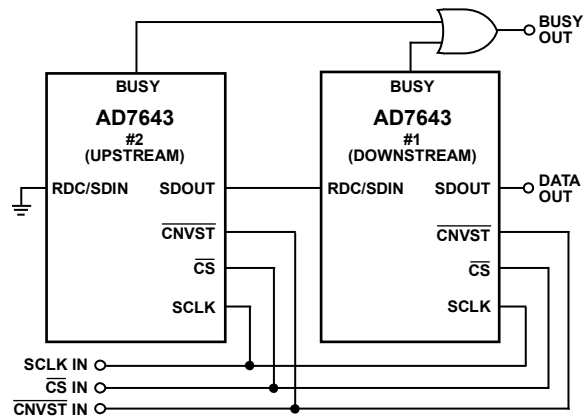 BUSY
OUT
BUSY
BUSY
AD7643
#2
(UPSTREAM)
AD7643
#1
(DOWNSTREAM)
RDC/SDIN
SDOUT
RDC/SDIN
SDOUT
DATA
OUT
CNVST
CNVST
CS
CS
SCLK
SCLK
SCLK IN
CS IN
CNVST IN